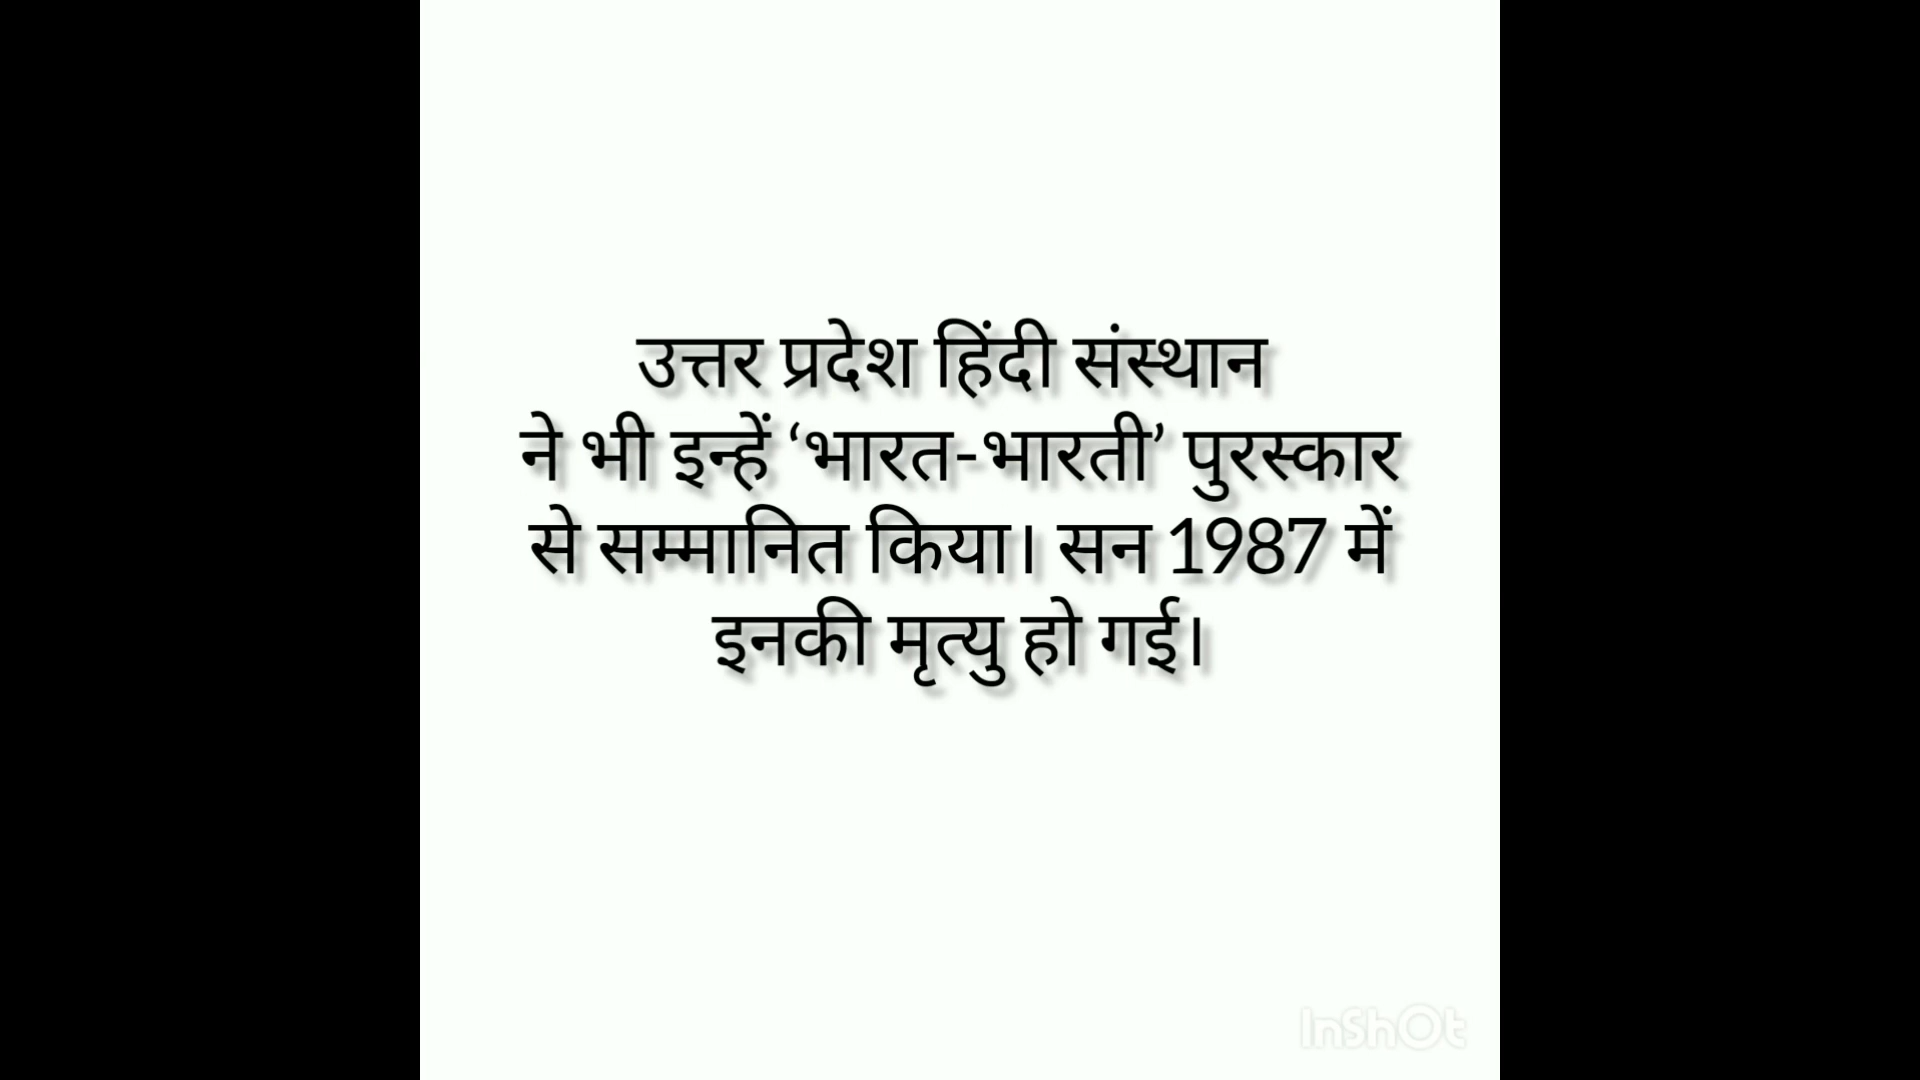 उत्तर प्रदेश हिंदी संस्थान
ने भी इन्हें ‘भारत-भारती’ पुरस्कार
से सम्मानित किया। सन 1987 में
इनकी मृत्यु हो गई।
InShOt